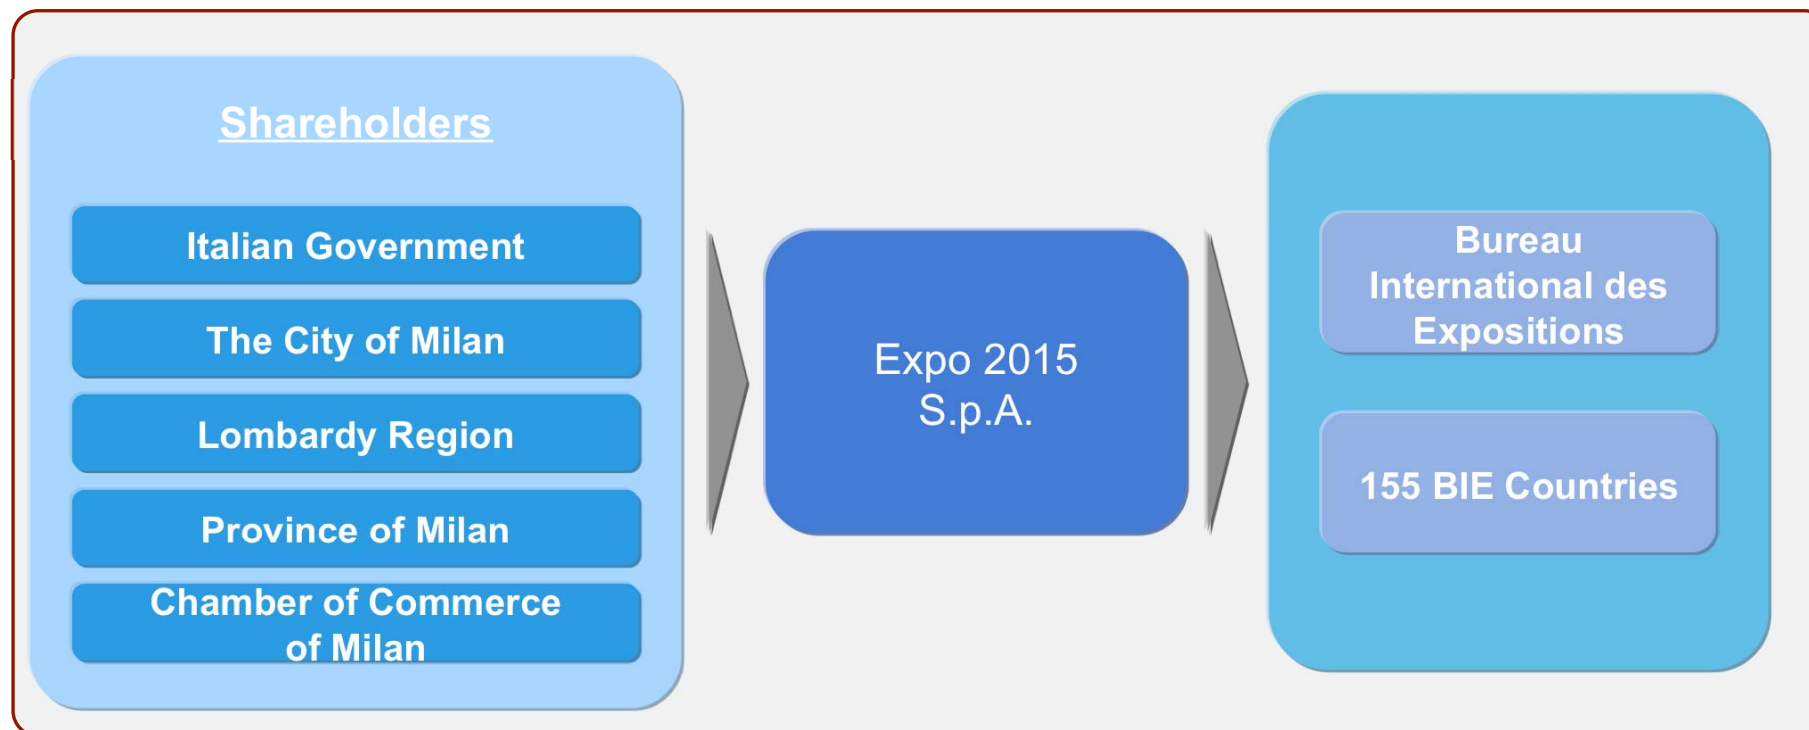 Shareholders
Italian Government
The City of Milan
Lombardy Region
Province of Milan
Chamber of Commerce
of Milan
Expo 2015
S.p.A.
Bureau
International des
Expositions
155 BIE Countries